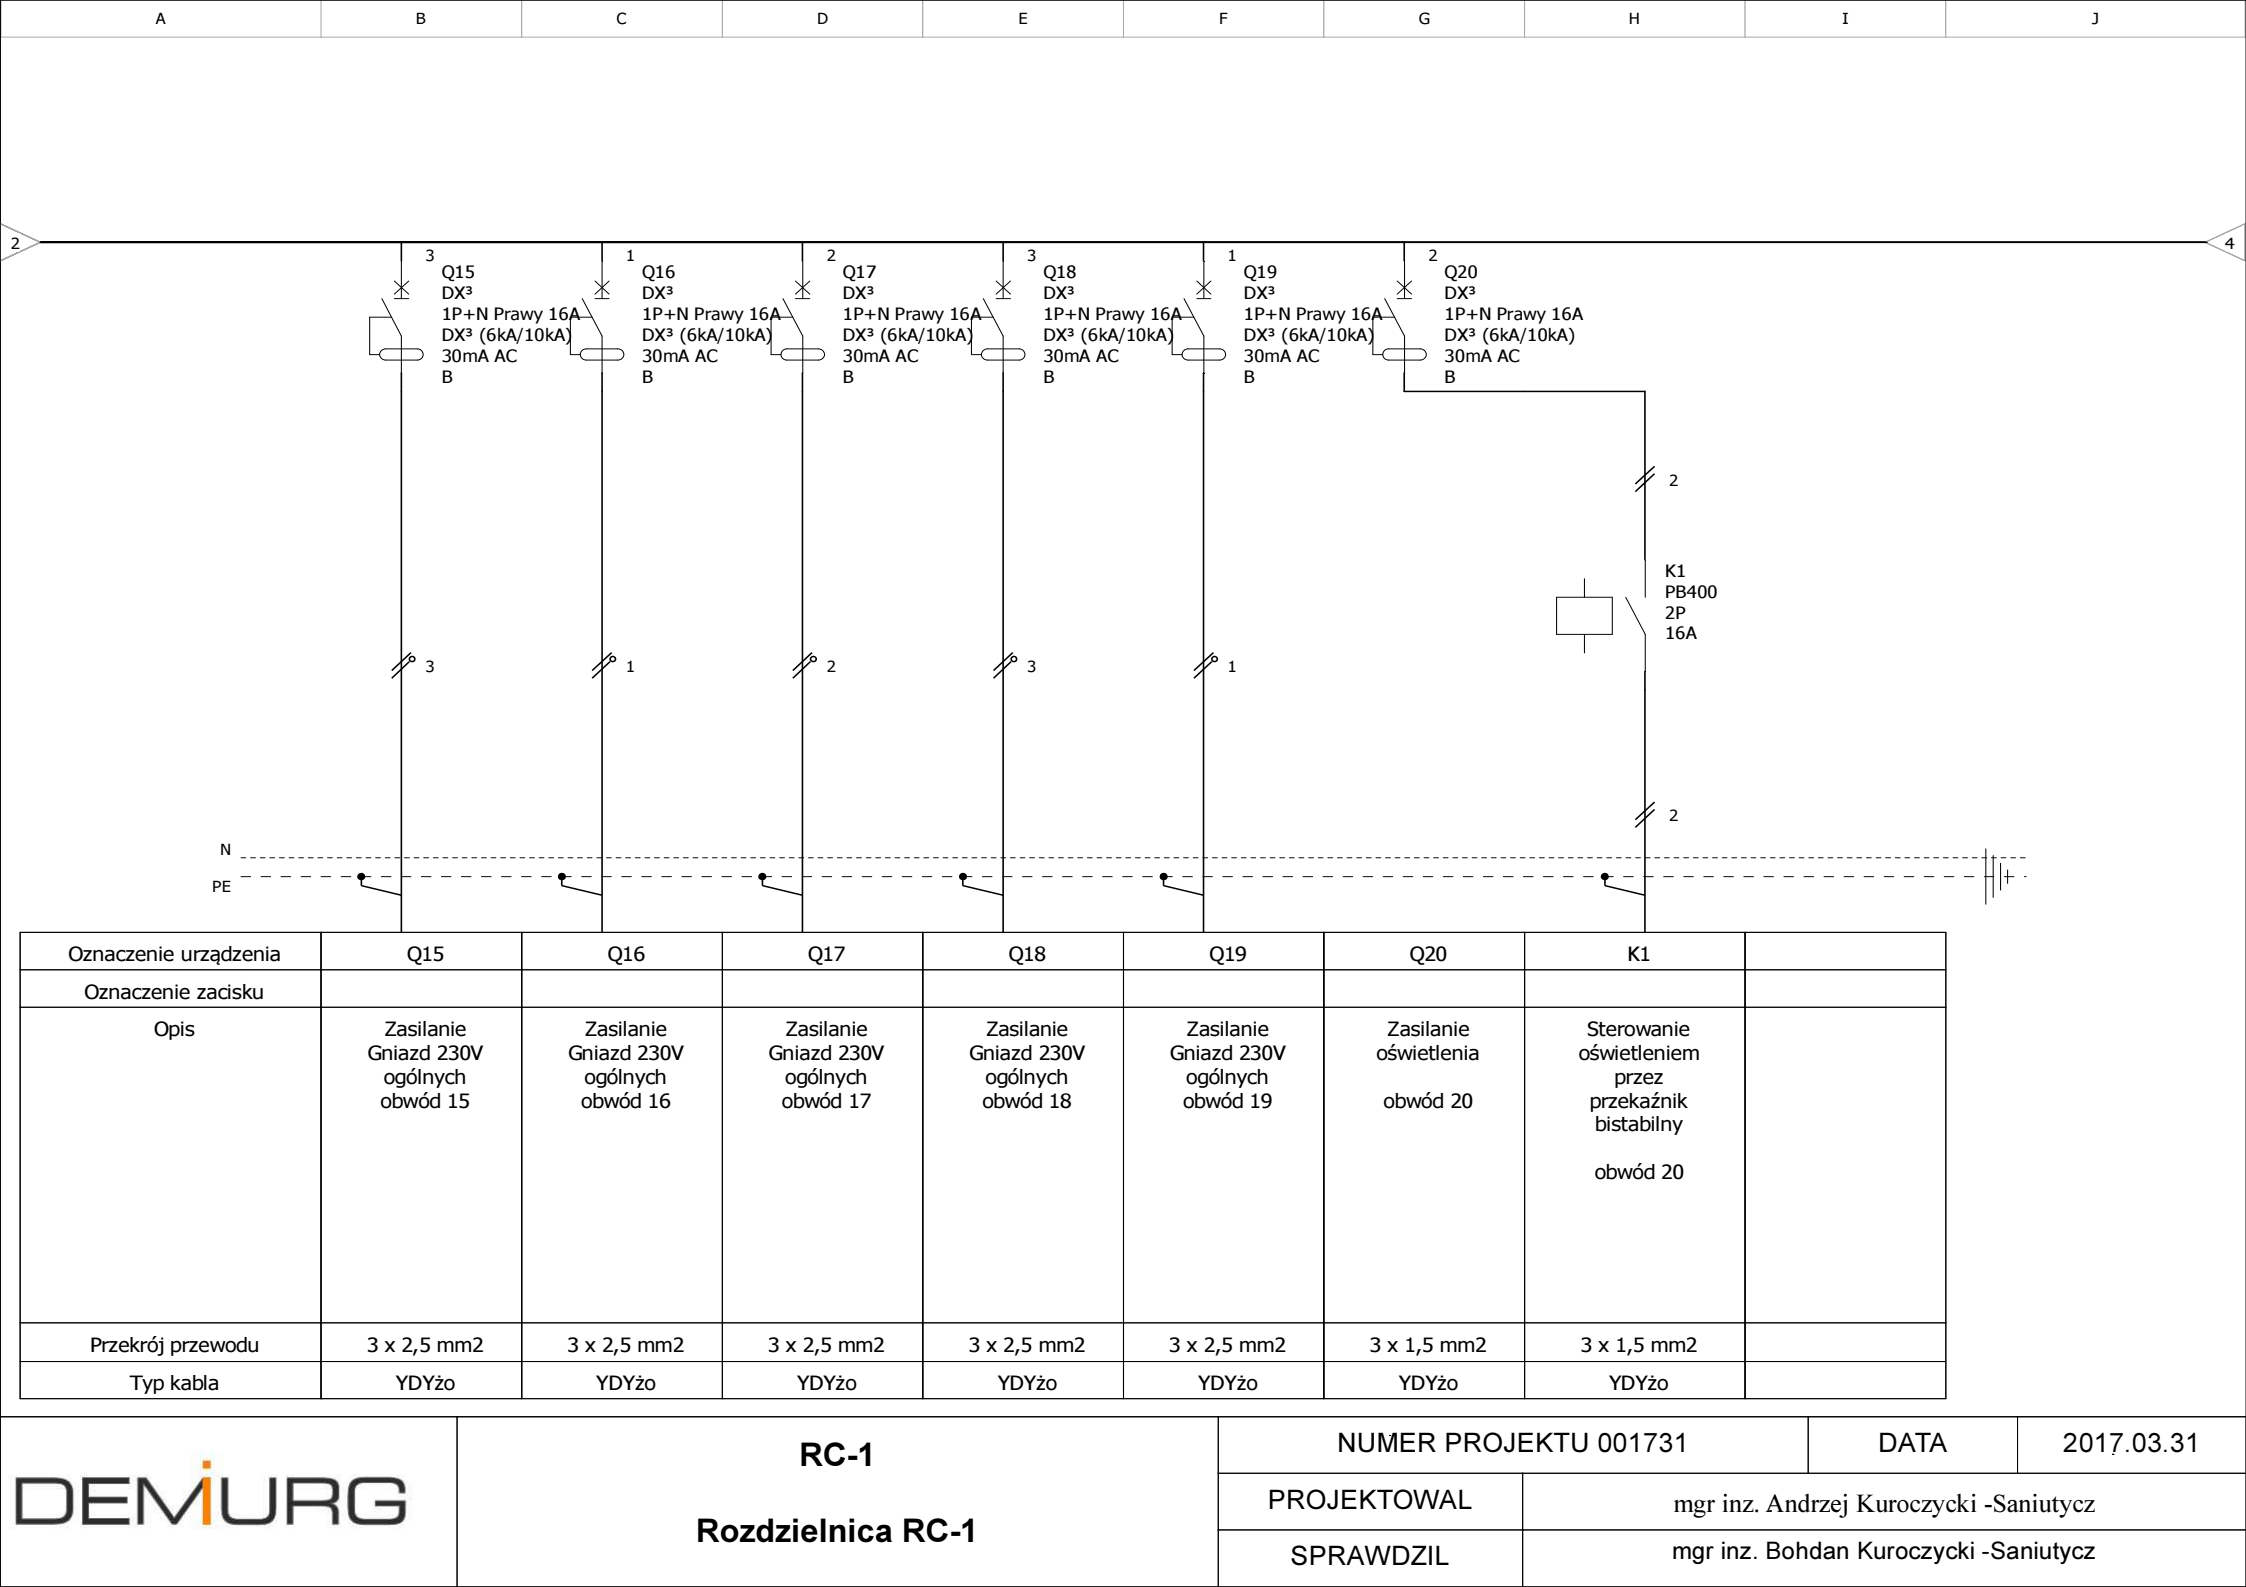 A B C D E F G H I J
2 4
3 1 2 3 1 2
Q15
DX³
1P+N Prawy 16A
DX³ (6kA/10kA)
30mA AC
B
Q16
DX³
1P+N Prawy 16A
DX³ (6kA/10kA)
30mA AC
B
Q17
DX³
1P+N Prawy 16A
DX³ (6kA/10kA)
30mA AC
B
Q18
DX³
1P+N Prawy 16A
DX³ (6kA/10kA)
30mA AC
B
Q19
DX³
1P+N Prawy 16A
DX³ (6kA/10kA)
30mA AC
B
Q20
DX³
1P+N Prawy 16A
DX³ (6kA/10kA)
30mA AC
B
2
K1
PB400
2P
16A
3 1 2 3 1
2
N
PE
Oznaczenie urządzenia Q15 Q16 Q17 Q18 Q19 Q20 K1
Oznaczenie zacisku
Opis
Zasilanie
Gniazd 230V
ogólnych
obwód 15
Zasilanie
Gniazd 230V
ogólnych
obwód 16
Zasilanie
Gniazd 230V
ogólnych
obwód 17
Zasilanie
Gniazd 230V
ogólnych
obwód 18
Zasilanie
Gniazd 230V
ogólnych
obwód 19
Zasilanie
oświetlenia
obwód 20
Sterowanie
oświetleniem
przez
przekaźnik
bistabilny
obwód 20
Przekrój przewodu 3 x 2,5 mm2 3 x 2,5 mm2 3 x 2,5 mm2 3 x 2,5 mm2 3 x 2,5 mm2 3 x 1,5 mm2 3 x 1,5 mm2
Typ kabla YDYżo YDYżo YDYżo YDYżo YDYżo YDYżo YDYżo
DEMiURG
RC-1
Rozdzielnica RC-1
NUMER PROJEKTU 001731 DATA 2017.03.31
PROJEKTOWAL mgr inz. Andrzej Kuroczycki -Saniutycz
SPRAWDZIL mgr inz. Bohdan Kuroczycki -Saniutycz